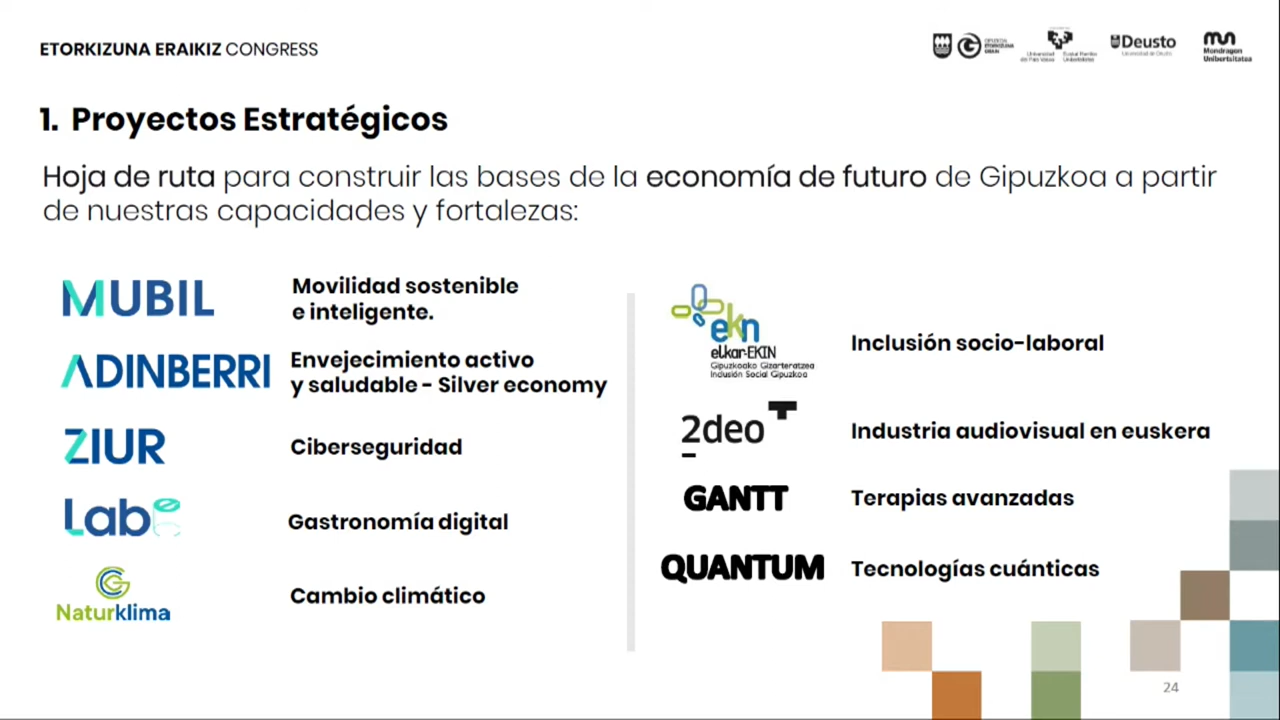 ETORKIZUNA ERAIKIZ CONGRESS
Deusto
Mondragon
Unibertsitatea
1. Proyectos Estratégicos
Hoja de ruta para construir las bases de la economía de futuro de Gipuzkoa a partir
de nuestras capacidades y fortalezas:
MUBIL
Movilidad sostenible
e inteligente.
ADINBERRI
Envejecimiento activo
y saludable - Silver economy
ZIUR
Ciberseguridad
Labe
Gastronomía digital
Naturklima
Cambio climático
ekn
elkar-EKIN
Gipuzkoako Gizarteratzea
Inclusión Social Gipuzkoa
Inclusión socio-laboral
2deo
Industria audiovisual en euskera
GANTT
Terapias avanzadas
QUANTUM
Tecnologías cuánticas
24